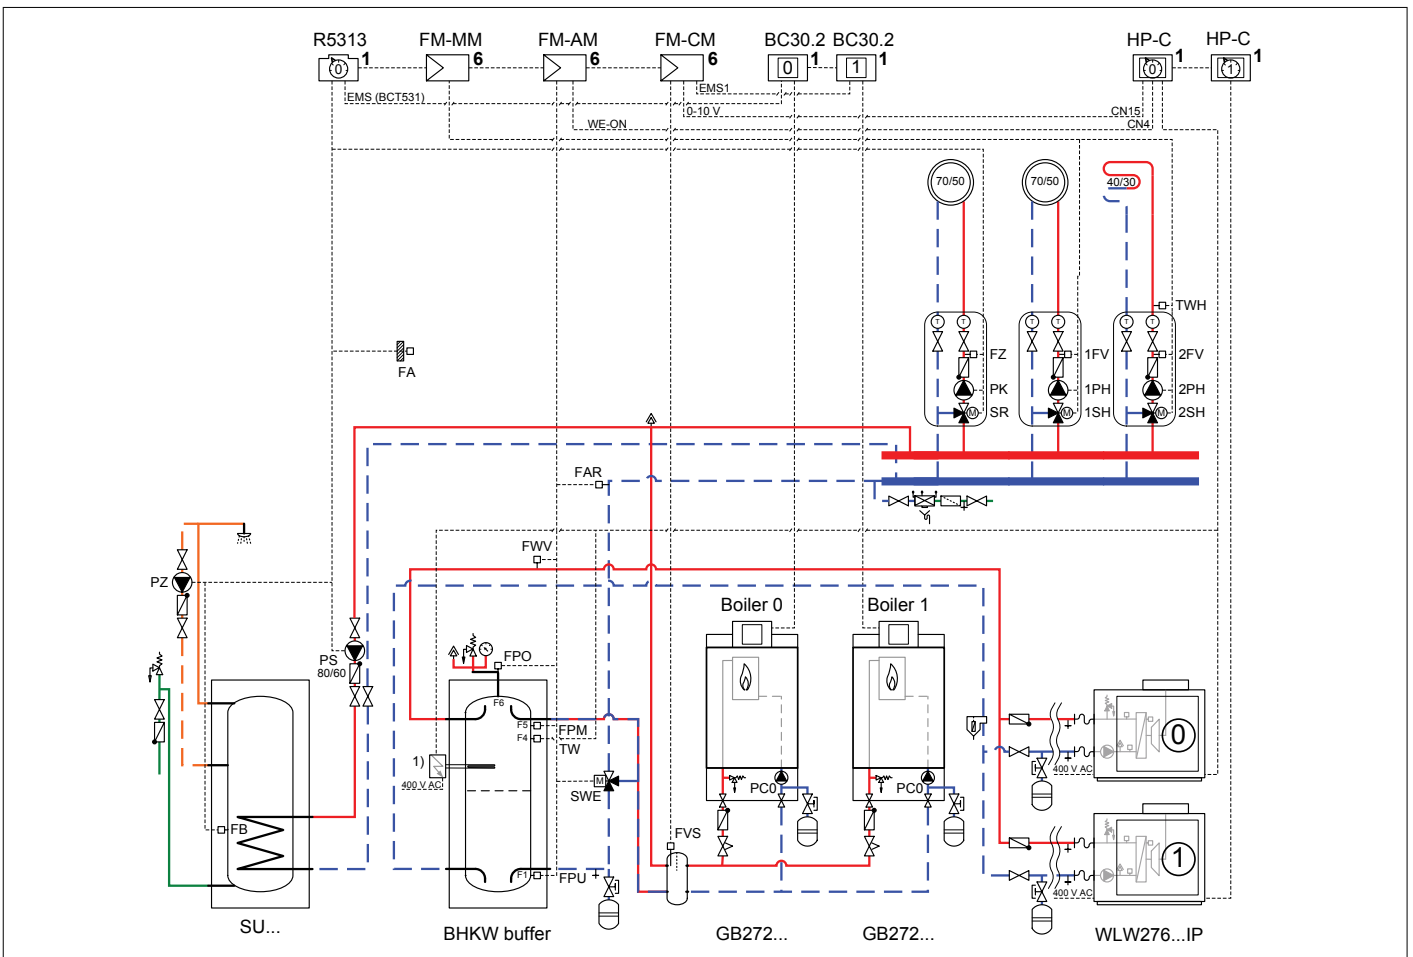 R5313 FM-MM FM-AM FM-CM BC30.2 BC30.2 HP-C HP-C
0 1 6 6 6 0 1 1 1 0 1 1 1
EMS1
EMS (BCT531)
0-10 V CN15
WE-ON CN4
70/50 70/50 40/30
TWH
T T T T T T
FZ 1FV 2FV
FA
PK 1PH 2PH
M SR M 1SH M 2SH
FAR
FWV
PZ
Boiler 0 Boiler 1
PS
80/60
FPO
F6
F5 FPM
F4 TW
1)
400 V AC
M
SWE
PC0 PC0
0
400 V AC
FB
FVS
F1 FPU
1
400 V AC
SU...
BHKW buffer
GB272... GB272...
WLW276...IP